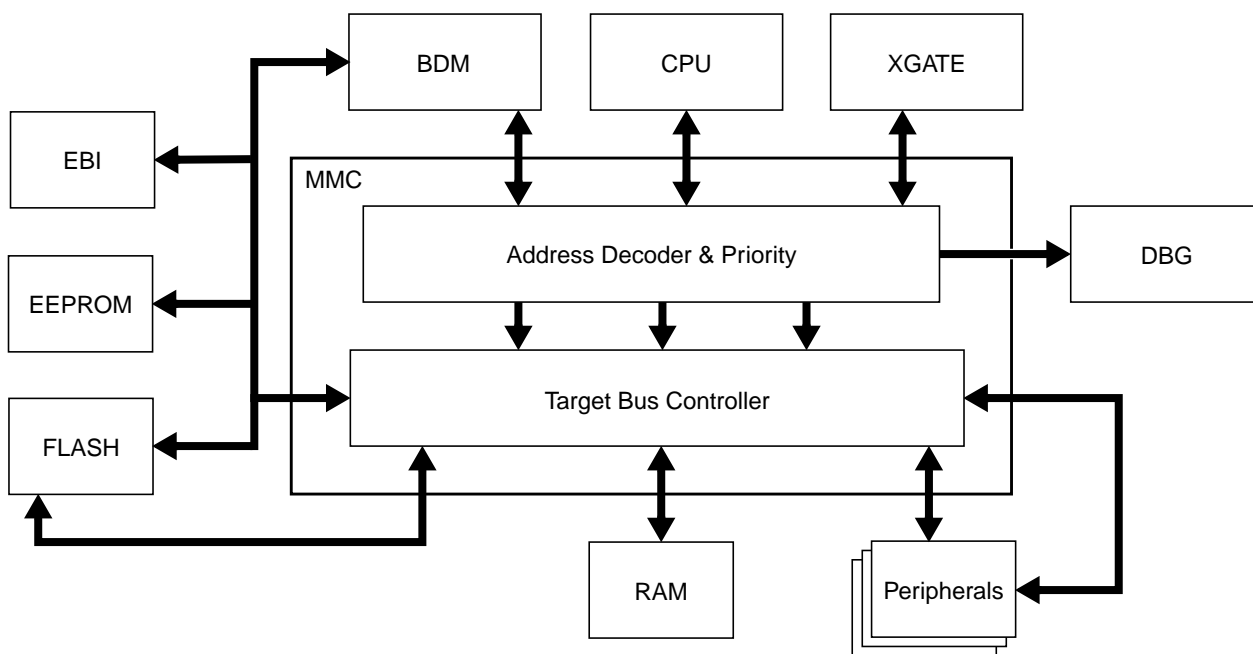 BDM
CPU
XGATE
EBI
MMC
Address Decoder & Priority
DBG
EEPROM
Target Bus Controller
FLASH
RAM
Peripherals